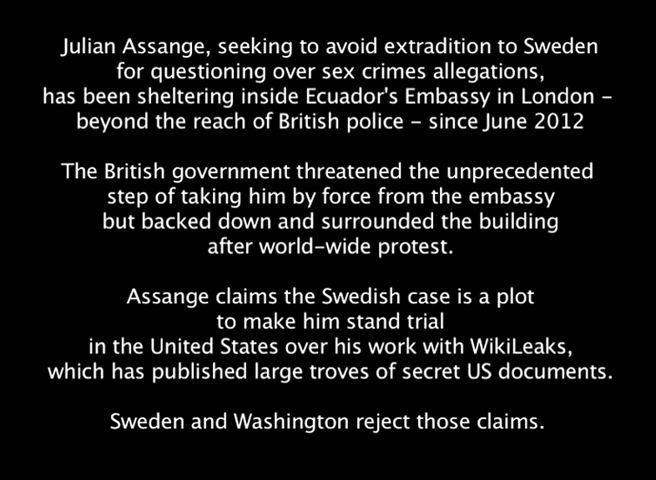 Julian Assange, seeking to avoid extradition to Sweden
for questioning over sex crimes allegations,
has been sheltering inside Ecuador's Embassy in London –
beyond the reach of British police – since June 2012
The British government threatened the unprecedented
step of taking him by force from the embassy
but backed down and surrounded the building
after world-wide protest.
Assange claims the Swedish case is a plot
to make him stand trial
in the United States over his work with WikiLeaks,
which has published large troves of secret US documents.
Sweden and Washington reject those claims.